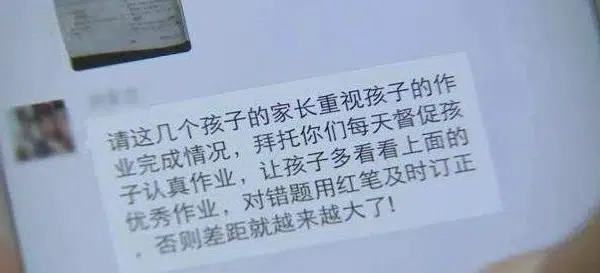 请这几个孩子的家长重视孩子的作
业完成情况，拜托你们每天督促孩
子认真作业，让孩子多看看上面的
优秀作业，对错题用红笔及时订正
，否则差距就越来越大了!